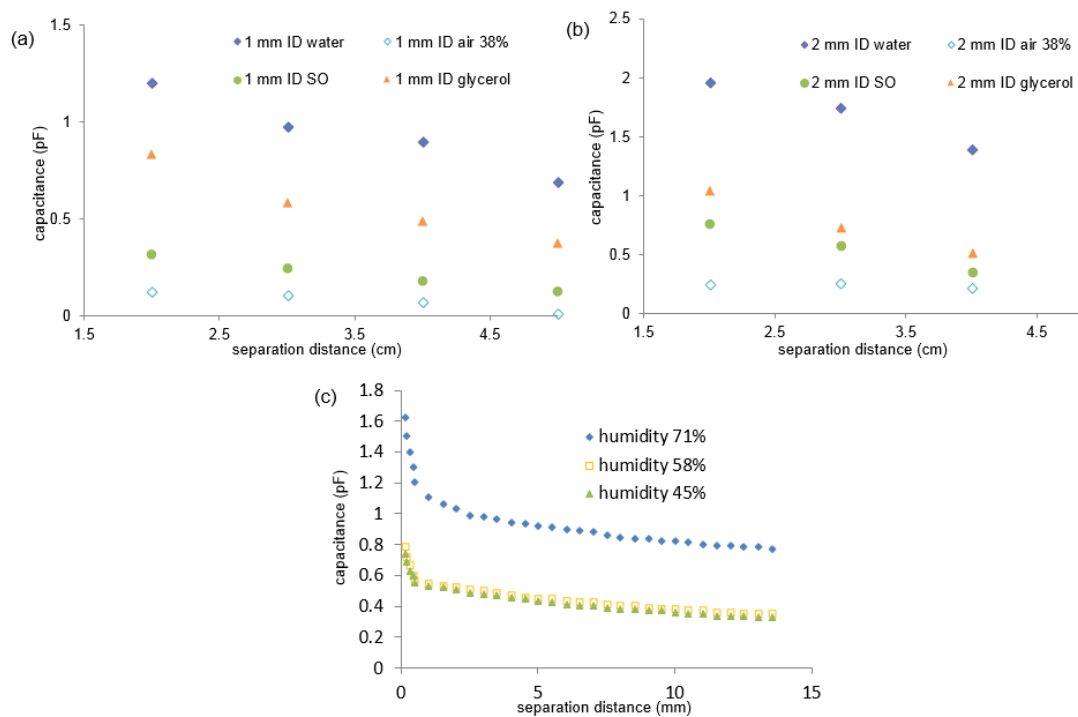 (a)
1.5
1 mm ID water
1 mm ID air 38%
1 mm ID SO
1 mm ID glycerol
1
0.5
0
capacitance (pF)
1.5
2.5
3.5
4.5
separation distance (cm)
(b)
2.5
2 mm ID water
2 mm ID air 38%
2 mm ID SO
2 mm ID glycerol
2
1.5
1
0.5
0
capacitance (pF)
1.5
2.5
3.5
4.5
separation distance (cm)
(c)
1.8
1.6
1.4
1.2
1
0.8
0.6
0.4
0.2
0
capacitance (pF)
humidity 71%
humidity 58%
humidity 45%
0
5
10
15
separation distance (mm)